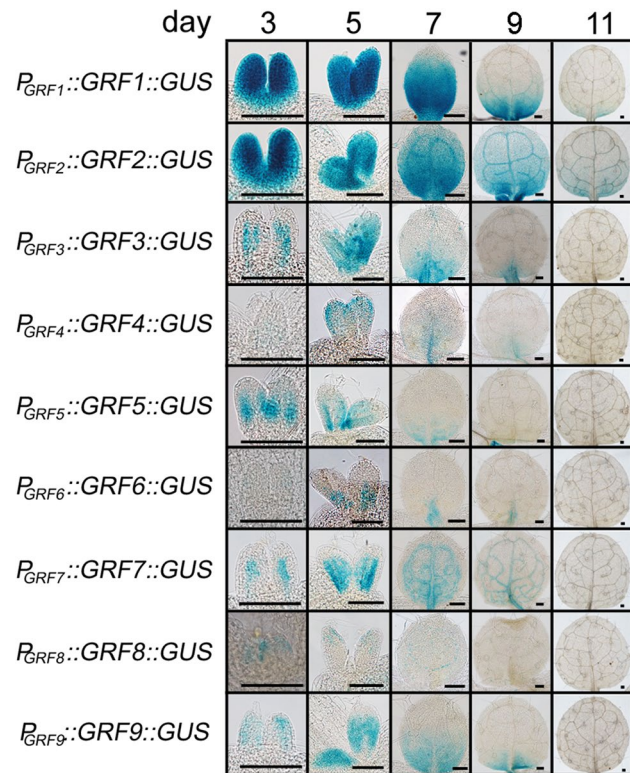 day 3 5 7 9 11
PGRF1::GRF1::GUS
PGRF2::GRF2::GUS
PGRF3::GRF3::GUS
PGRF4::GRF4::GUS
PGRF5::GRF5::GUS
PGRF6::GRF6::GUS
PGRF7::GRF7::GUS
PGRF8::GRF8::GUS
PGRF9::GRF9::GUS